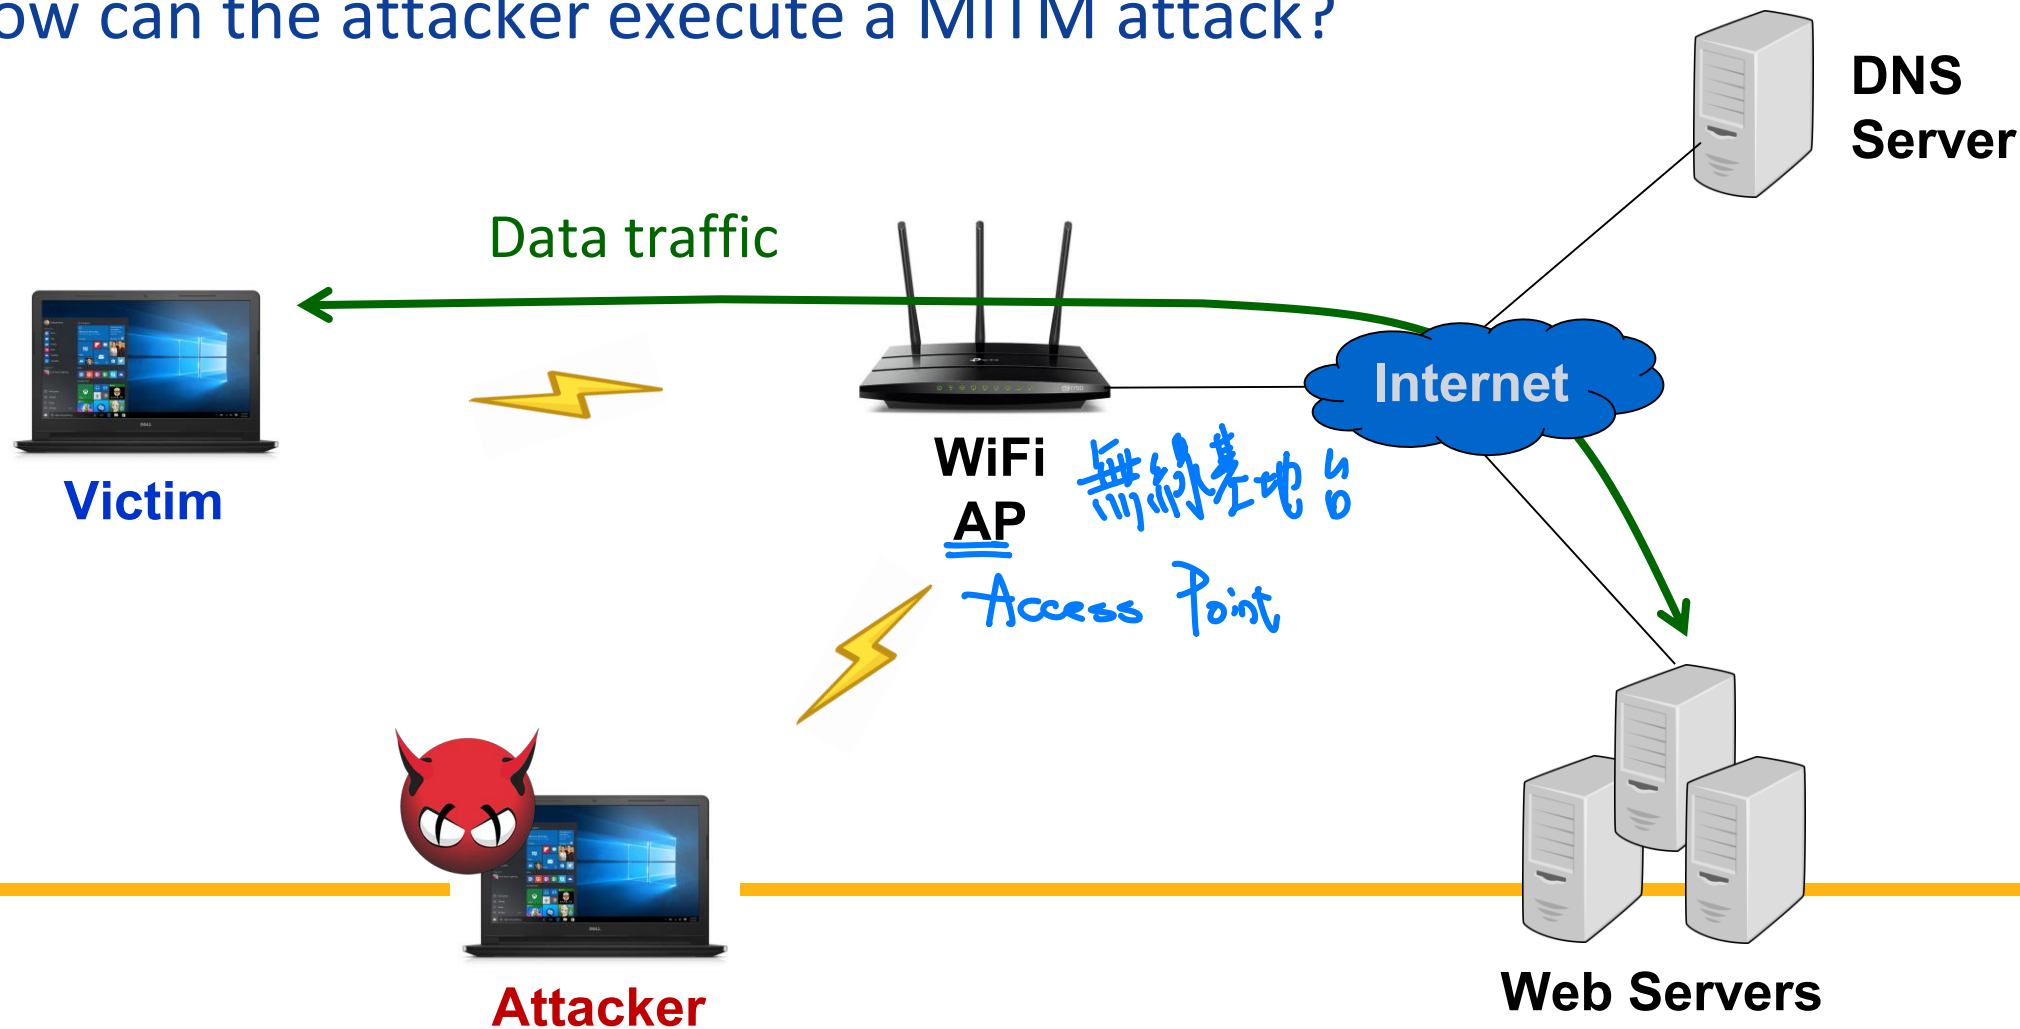 ow can the attacker execute a MITM attack?
DNS
Server
Data traffic
Internet
WiFi
AP
無線基地台
Access Point
Victim
Attacker
Web Servers